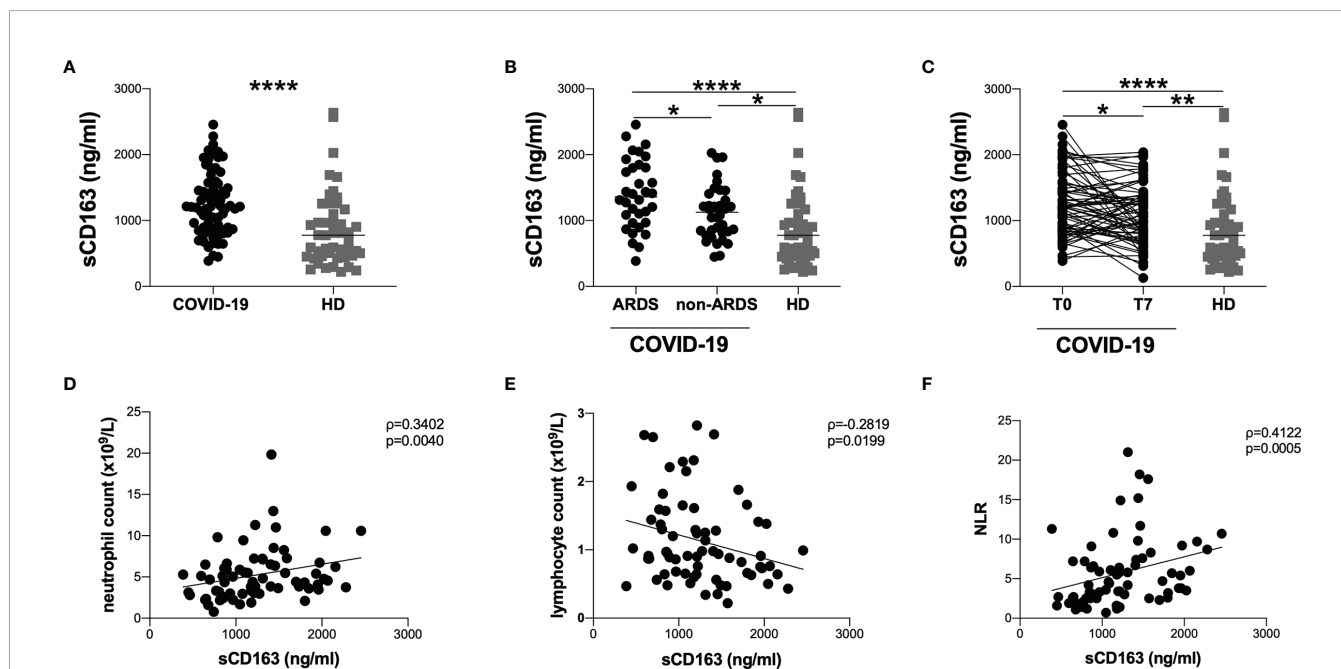 A
B
C
****
****
*
*
****
*
**
sCD163 (ng/ml)
3000
2000
1000
0
COVID-19
HD
sCD163 (ng/ml)
3000
2000
1000
0
ARDS
non-ARDS
HD
COVID-19
sCD163 (ng/ml)
3000
2000
1000
0
T0
T7
HD
COVID-19
D
neutrophil count (x10⁹/L)
25
20
15
10
5
0
ρ=0.3402
p=0.0040
0
1000
2000
3000
sCD163 (ng/ml)
E
lymphocyte count (x10⁹/L)
3
2
1
0
ρ=-0.2819
p=0.0199
0
1000
2000
3000
sCD163 (ng/ml)
F
NLR
25
20
15
10
5
0
ρ=0.4122
p=0.0005
0
1000
2000
3000
sCD163 (ng/ml)